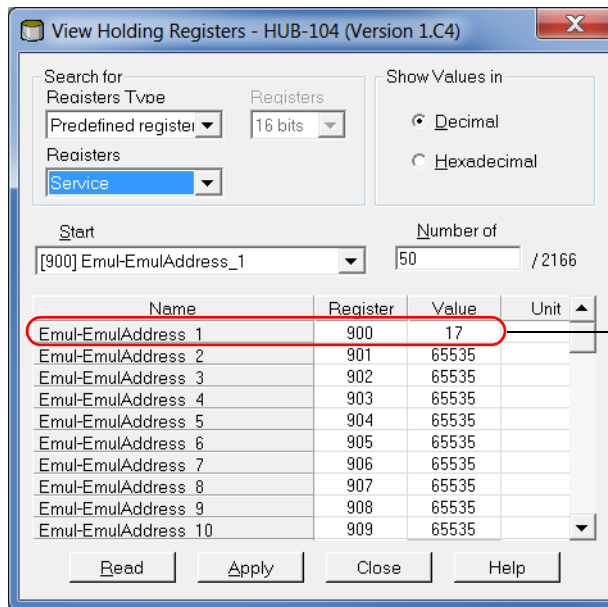 View Holding Registers - HUB-104 (Version 1.C4)
Search for
Registers Type
Registers
Predefined register
16 bits
Registers
Service
Show Values in
Decimal
Hexadecimal
Start
Number of
[900] Emul-EmulAddress_1
50
/ 2166
Name Register Value Unit
Emul-EmulAddress_1 900 17
Emul-EmulAddress_2 901 65535
Emul-EmulAddress_3 902 65535
Emul-EmulAddress_4 903 65535
Emul-EmulAddress_5 904 65535
Emul-EmulAddress_6 905 65535
Emul-EmulAddress_7 906 65535
Emul-EmulAddress_8 907 65535
Emul-EmulAddress_9 908 65535
Emul-EmulAddress_10 909 65535
Read Apply Close Help